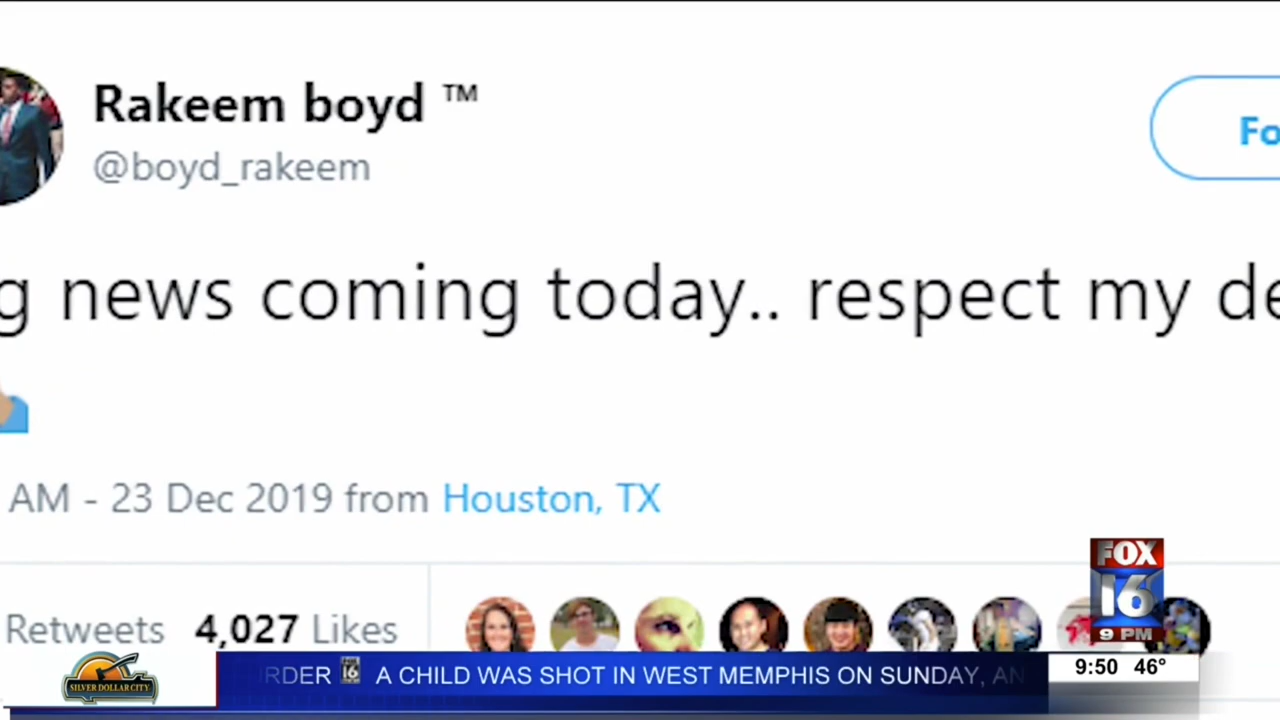 Rakeem boyd ™
@boyd_rakeem
Fo
g news coming today.. respect my de
AM - 23 Dec 2019 from Houston, TX
Retweets 4,027 Likes
FOX
16
9 PM
SILVER DOLLAR CITY
RDER FOX 16 A CHILD WAS SHOT IN WEST MEMPHIS ON SUNDAY, AN
9:50 46°